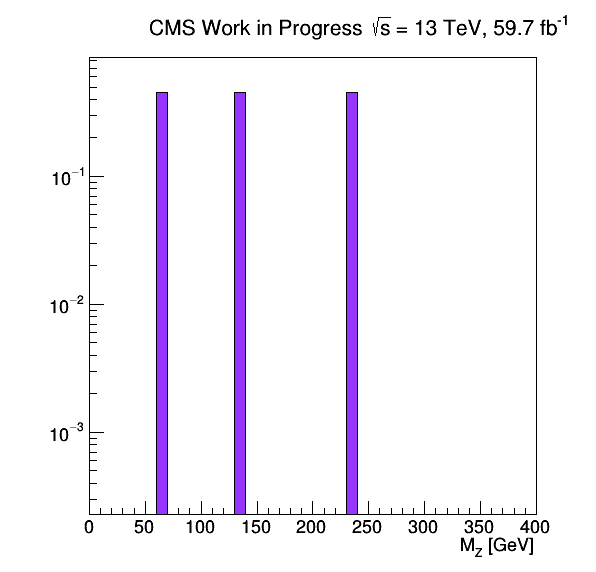 CMS Work in Progress √s = 13 TeV, 59.7 fb⁻¹
10⁻¹
10⁻²
10⁻³
0 50 100 150 200 250 300 350 400
M_Z [GeV]